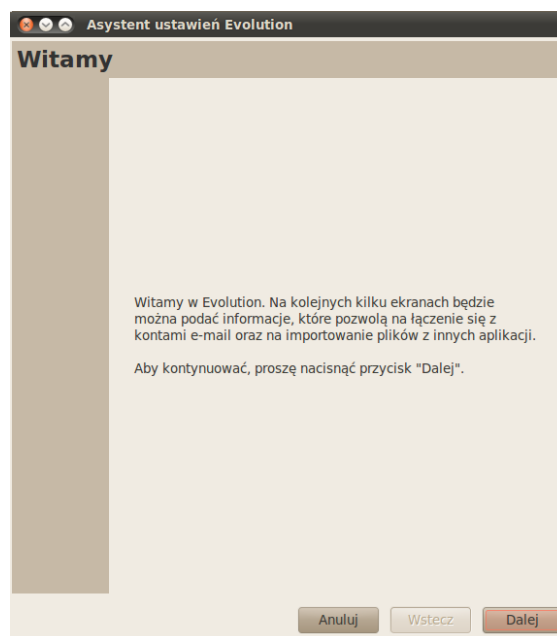 Asystent ustawień Evolution
Witamy
Witamy w Evolution. Na kolejnych kilku ekranach będzie
można podać informacje, które pozwolą na łączenie się z
kontami e-mail oraz na importowanie plików z innych aplikacji.
Aby kontynuować, proszę nacisnąć przycisk "Dalej".
Anuluj Wstecz Dalej